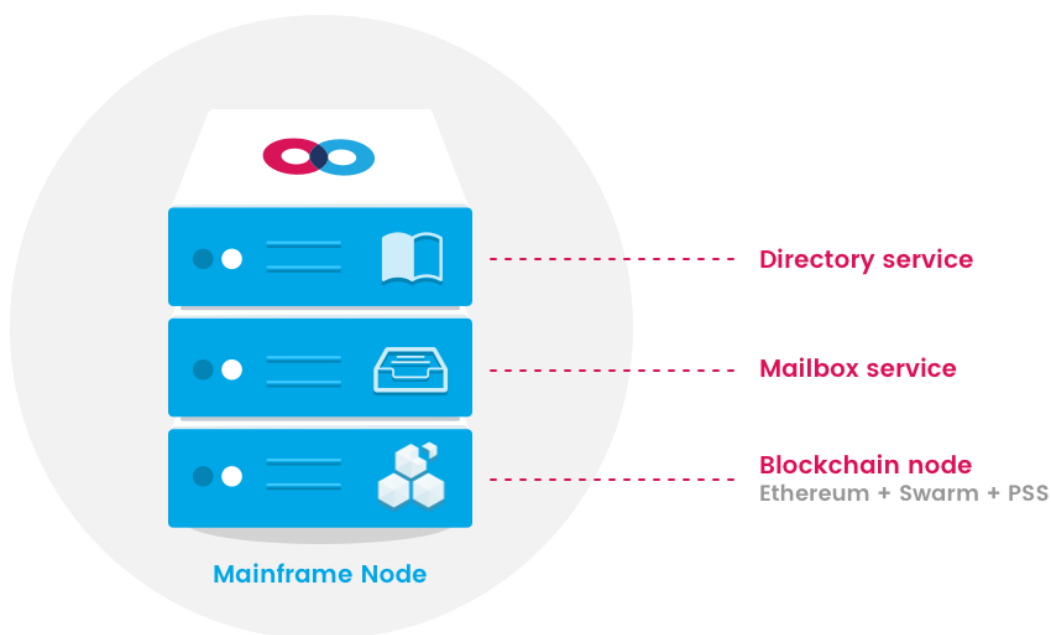 Directory service
Mailbox service
Blockchain node
Ethereum + Swarm + PSS
Mainframe Node